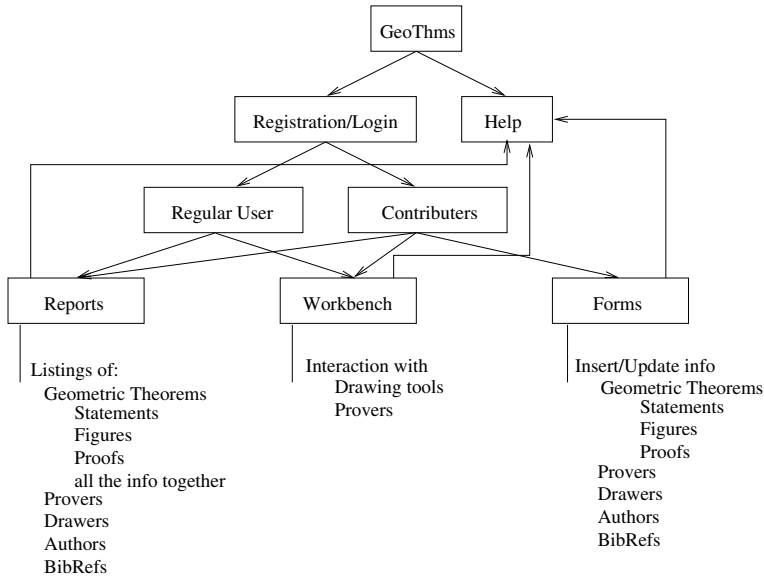 GeoThms
Registration/Login
Help
Regular User
Contributers
Reports
Workbench
Forms
Listings of:
Geometric Theorems
Statements
Figures
Proofs
all the info together
Provers
Drawers
Authors
BibRefs
Interaction with
Drawing tools
Provers
Insert/Update info
Geometric Theorems
Statements
Figures
Proofs
Provers
Drawers
Authors
BibRefs